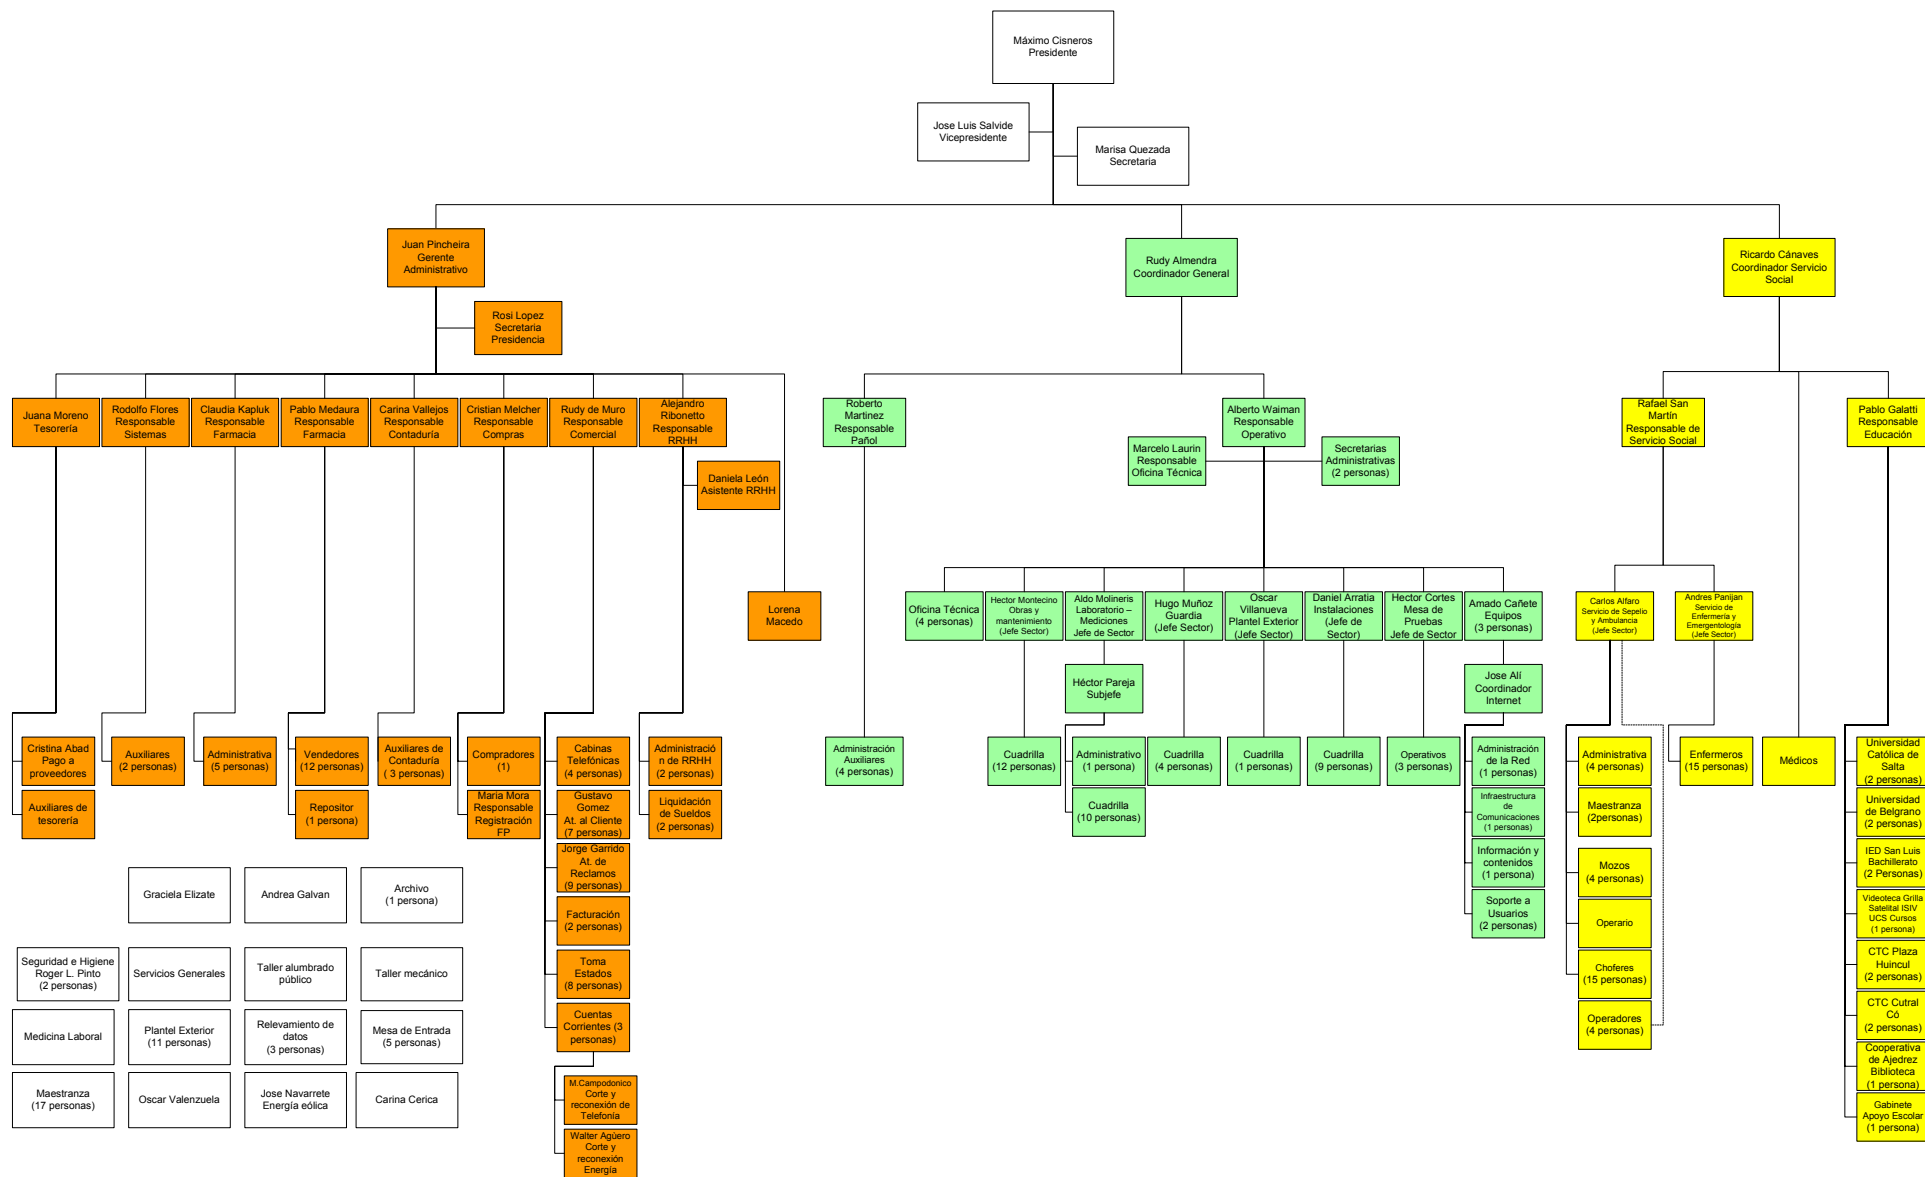 Máximo Cisneros
Presidente
Jose Luis Salvide
Vicepresidente
Marisa Quezada
Secretaria
Juan Pincheira
Gerente
Administrativo
Rudy Almendra
Coordinador General
Ricardo Cánaves
Coordinador Servicio
Social
Rosi Lopez
Secretaria
Presidencia
Juana Moreno
Tesorería
Rodolfo Flores
Responsable
Sistemas
Claudia Kapluk
Responsable
Farmacia
Pablo Medaura
Responsable
Farmacia
Carina Vallejos
Responsable
Contaduría
Cristian Melcher
Responsable
Compras
Rudy de Muro
Responsable
Comercial
Alejandro
Ribonetto
Responsable
RRHH
Roberto
Martinez
Responsable
Pañol
Alberto Waiman
Responsable
Operativo
Rafael San
Martín
Responsable de
Servicio Social
Pablo Galatti
Responsable
Educación
Marcelo Laurin
Responsable
Oficina Técnica
Secretarias
Administrativas
(2 personas)
Daniela León
Asistente RRHH
Lorena
Macedo
Oficina Técnica
(4 personas)
Hector Montecino
Obras y
mantenimiento
(Jefe Sector)
Aldo Molineris
Laboratorio –
Mediciones
Jefe de Sector
Hugo Muñoz
Guardia
(Jefe Sector)
Oscar
Villanueva
Plantel Exterior
(Jefe Sector)
Daniel Arratia
Instalaciones
(Jefe de
Sector)
Hector Cortes
Mesa de
Pruebas
Jefe de Sector
Amado Cañete
Equipos
(3 personas)
Carlos Alfaro
Servicio de Sepelio
y Ambulancia
(Jefe Sector)
Andres Panijan
Servicio de
Enfermería y
Emergentología
(Jefe Sector)
Héctor Pareja
Subjefe
Jose Alí
Coordinador
Internet
Cristina Abad
Pago a
proveedores
Auxiliares
(2 personas)
Administrativa
(5 personas)
Vendedores
(12 personas)
Auxiliares de
Contaduría
( 3 personas)
Compradores
(1)
Cabinas
Telefónicas
(4 personas)
Administració
n de RRHH
(2 personas)
Administración
Auxiliares
(4 personas)
Cuadrilla
(12 personas)
Administrativo
(1 persona)
Cuadrilla
(4 personas)
Cuadrilla
(1 personas)
Cuadrilla
(9 personas)
Operativos
(3 personas)
Administración
de la Red
(1 personas)
Administrativa
(4 personas)
Enfermeros
(15 personas)
Médicos
Universidad
Católica de
Salta
(2 personas)
Auxiliares de
tesorería
Repositor
(1 persona)
Maria Mora
Responsable
Registración
FP
Gustavo
Gomez
At. al Cliente
(7 personas)
Liquidación
de Sueldos
(2 personas)
Cuadrilla
(10 personas)
Infraestructura
de
Comunicaciones
(1 personas)
Maestranza
(2personas)
Universidad
de Belgrano
(2 personas)
Jorge Garrido
At. de
Reclamos
(9 personas)
Información y
contenidos
(1 persona)
Mozos
(4 personas)
IED San Luis
Bachillerato
(2 Personas)
Graciela Elizate
Andrea Galvan
Archivo
(1 persona)
Facturación
(2 personas)
Soporte a
Usuarios
(2 personas)
Operario
Videoteca Grilla
Satelital ISIV
UCS Cursos
(1 persona)
Seguridad e Higiene
Roger L. Pinto
(2 personas)
Servicios Generales
Taller alumbrado
público
Taller mecánico
Toma
Estados
(8 personas)
Choferes
(15 personas)
CTC Plaza
Huincul
(2 personas)
Medicina Laboral
Plantel Exterior
(11 personas)
Relevamiento de
datos
(3 personas)
Mesa de Entrada
(5 personas)
Cuentas
Corrientes (3
personas)
Operadores
(4 personas)
CTC Cutral
Có
(2 personas)
Cooperativa
de Ajedrez
Biblioteca
(1 persona)
Maestranza
(17 personas)
Oscar Valenzuela
Jose Navarrete
Energía eólica
Carina Cerica
M.Campodonico
Corte y
reconexión de
Telefonía
Gabinete
Apoyo Escolar
(1 persona)
Walter Agüero
Corte y
reconexión
Energía